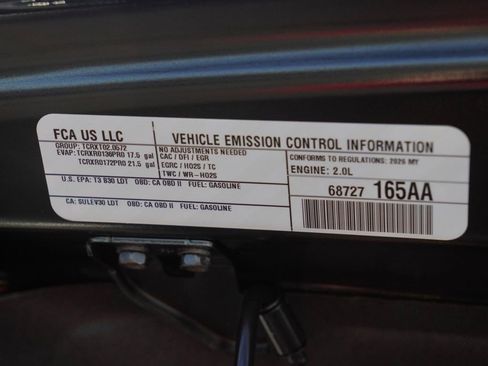 FCA US LLC
GROUP: TCRXT02.0572
EVAP: TCRXR0136PR0 17.5 gal
TCRXR0172PR0 21.5 gal
U.S. EPA: T3 B30 LDT OBD: CA OBD II FUEL: GASOLINE
CA: SULEV30 LDT OBD: CA OBD II FUEL: GASOLINE
VEHICLE EMISSION CONTROL INFORMATION
NO ADJUSTMENTS NEEDED
CAC / DFI / EGR
EGRC / HO2S / TC
TWC / WR-HO2S
CONFORMS TO REGULATIONS: 2026 MY
ENGINE: 2.0L
68727 165AA